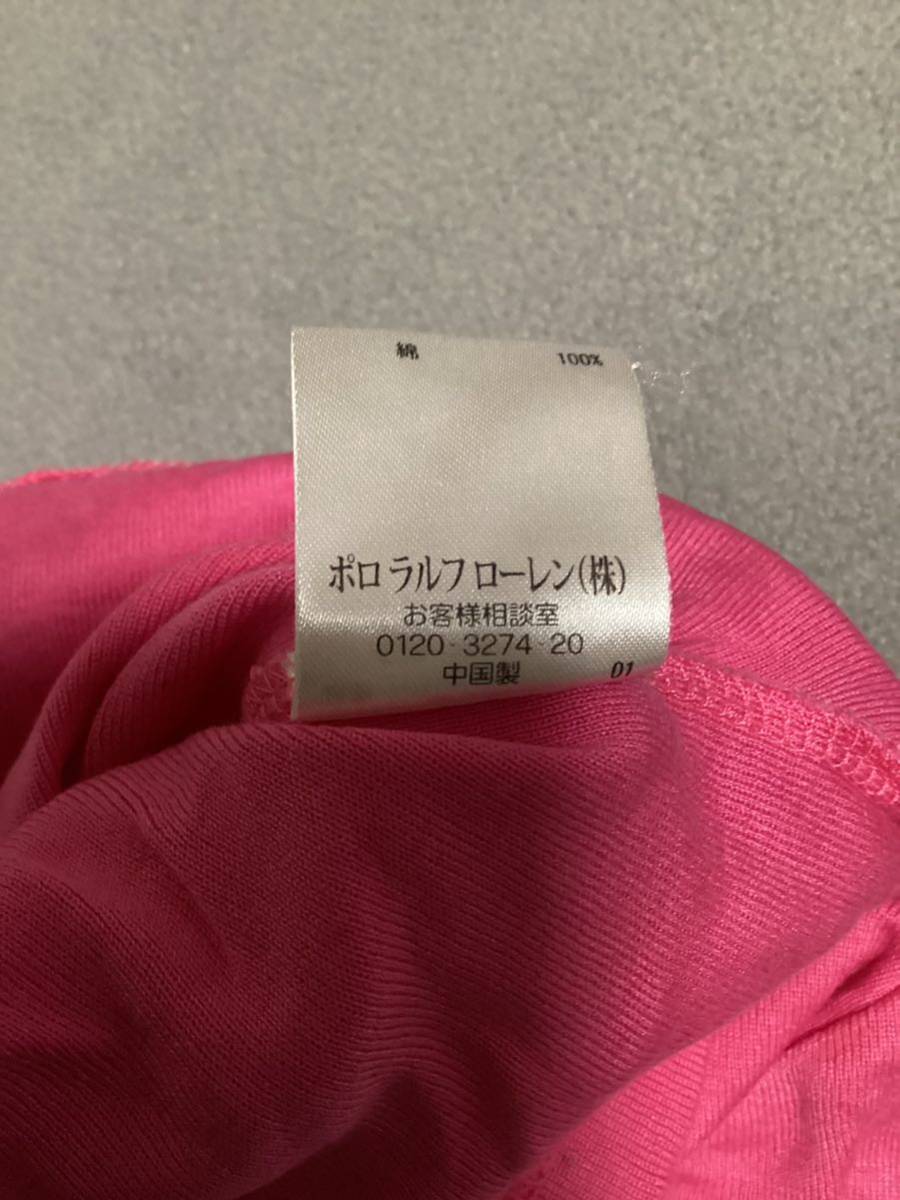 綿 100%
ポロ ラルフ ローレン(株)
お客様相談室
0120-3274-20
中国製 01